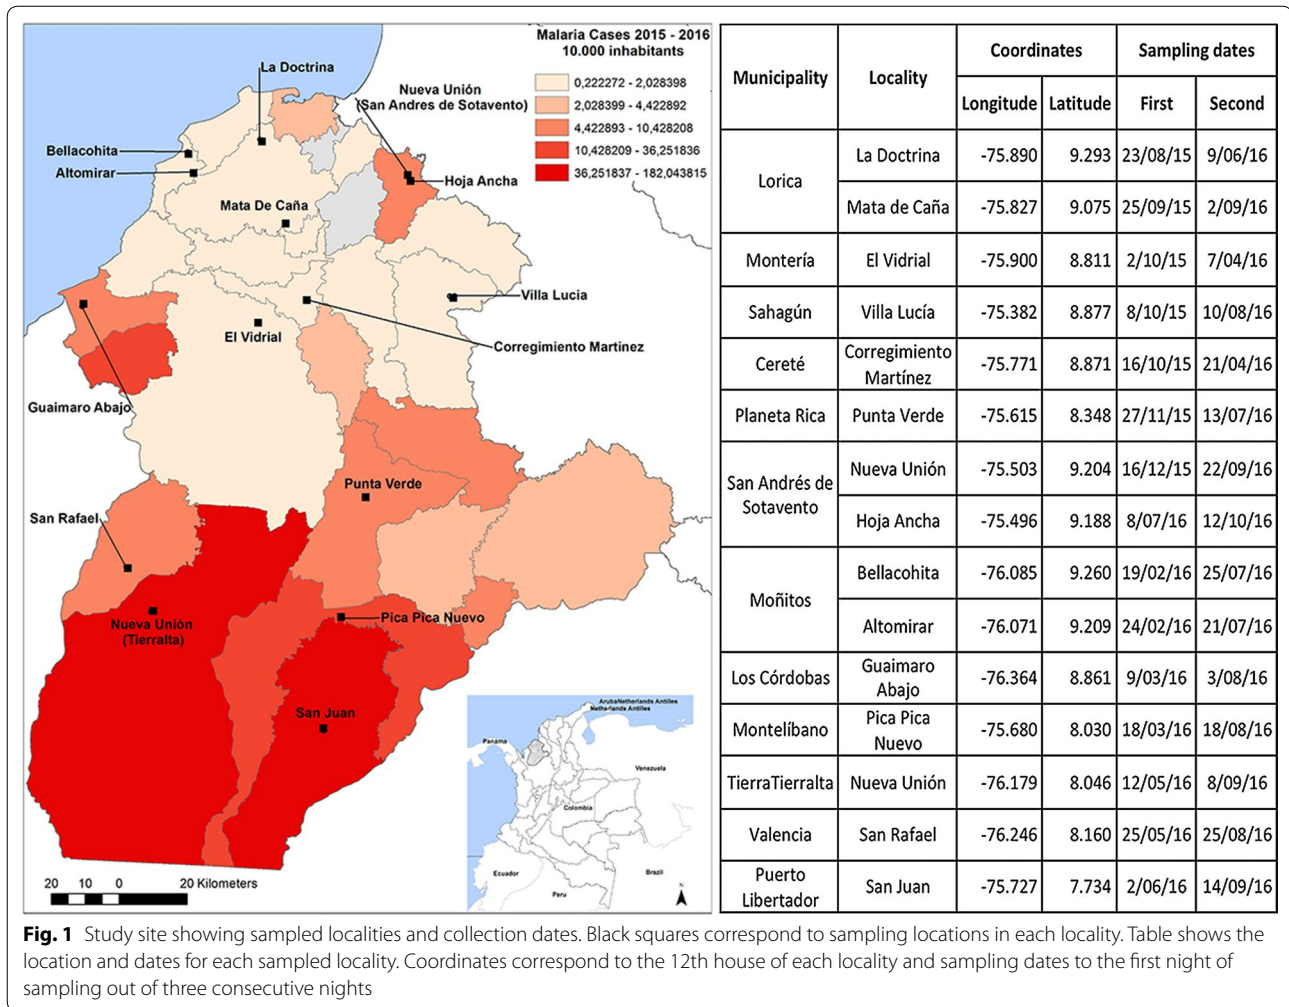 Malaria Cases 2015 - 2016
10.000 inhabitants
0,222272 - 2,028398
2,028399 - 4,422892
4,422893 - 10,428208
10,428209 - 36,251836
36,251837 - 182,043815
La Doctrina
Nueva Unión
(San Andres de Sotavento)
Bellacohita
Altomirar
Hoja Ancha
Mata De Caña
Villa Lucia
El Vidrial
Corregimiento Martinez
Guaimaro Abajo
Punta Verde
San Rafael
Nueva Unión
(Tierralta)
Pica Pica Nuevo
San Juan
20 10 0 20 Kilometers
ArubaNetherlands Antilles
Netherlands Antilles
Panama
Venezuela
Colombia
Ecuador
Brazil
Peru
N
Municipality Locality Coordinates Sampling dates
Longitude Latitude First Second
Lorica La Doctrina -75.890 9.293 23/08/15 9/06/16
Mata de Caña -75.827 9.075 25/09/15 2/09/16
Montería El Vidrial -75.900 8.811 2/10/15 7/04/16
Sahagún Villa Lucía -75.382 8.877 8/10/15 10/08/16
Cereté Corregimiento Martínez -75.771 8.871 16/10/15 21/04/16
Planeta Rica Punta Verde -75.615 8.348 27/11/15 13/07/16
San Andrés de Sotavento Nueva Unión -75.503 9.204 16/12/15 22/09/16
Hoja Ancha -75.496 9.188 8/07/16 12/10/16
Moñitos Bellacohita -76.085 9.260 19/02/16 25/07/16
Altomirar -76.071 9.209 24/02/16 21/07/16
Los Córdobas Guaimaro Abajo -76.364 8.861 9/03/16 3/08/16
Montelíbano Pica Pica Nuevo -75.680 8.030 18/03/16 18/08/16
TierraTierralta Nueva Unión -76.179 8.046 12/05/16 8/09/16
Valencia San Rafael -76.246 8.160 25/05/16 25/08/16
Puerto Libertador San Juan -75.727 7.734 2/06/16 14/09/16
Fig. 1 Study site showing sampled localities and collection dates. Black squares correspond to sampling locations in each locality. Table shows the
location and dates for each sampled locality. Coordinates correspond to the 12th house of each locality and sampling dates to the first night of
sampling out of three consecutive nights